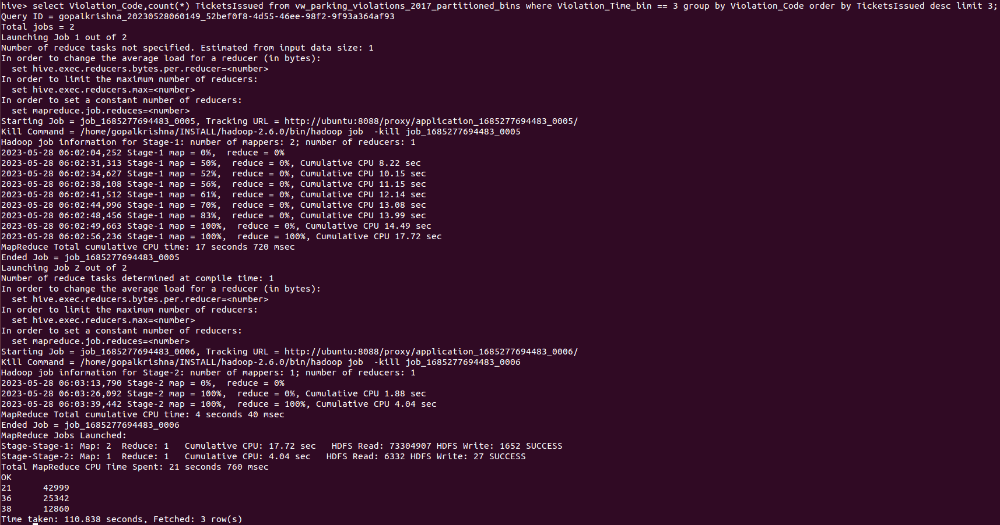 hive> select Violation_Code,count(*) TicketsIssued from vw_parking_violations_2017_partitioned_bins where Violation_Time_bin == 3 group by Violation_Code order by TicketsIssued desc limit 3;
Query ID = gopalkrishna_20230528060149_52bef0f8-4d55-46ee-98f2-9f93a364af93
Total jobs = 2
Launching Job 1 out of 2
Number of reduce tasks not specified. Estimated from input data size: 1
In order to change the average load for a reducer (in bytes):
  set hive.exec.reducers.bytes.per.reducer=<number>
In order to limit the maximum number of reducers:
  set hive.exec.reducers.max=<number>
In order to set a constant number of reducers:
  set mapreduce.job.reduces=<number>
Starting Job = job_1685277694483_0005, Tracking URL = http://ubuntu:8088/proxy/application_1685277694483_0005/
Kill Command = /home/gopalkrishna/INSTALL/hadoop-2.6.0/bin/hadoop job  -kill job_1685277694483_0005
Hadoop job information for Stage-1: number of mappers: 2; number of reducers: 1
2023-05-28 06:02:04,252 Stage-1 map = 0%,  reduce = 0%
2023-05-28 06:02:31,313 Stage-1 map = 50%,  reduce = 0%, Cumulative CPU 8.22 sec
2023-05-28 06:02:34,627 Stage-1 map = 52%,  reduce = 0%, Cumulative CPU 10.15 sec
2023-05-28 06:02:38,108 Stage-1 map = 56%,  reduce = 0%, Cumulative CPU 11.15 sec
2023-05-28 06:02:41,512 Stage-1 map = 61%,  reduce = 0%, Cumulative CPU 12.14 sec
2023-05-28 06:02:44,996 Stage-1 map = 70%,  reduce = 0%, Cumulative CPU 13.08 sec
2023-05-28 06:02:48,456 Stage-1 map = 83%,  reduce = 0%, Cumulative CPU 13.99 sec
2023-05-28 06:02:49,663 Stage-1 map = 100%,  reduce = 0%, Cumulative CPU 14.49 sec
2023-05-28 06:02:56,236 Stage-1 map = 100%,  reduce = 100%, Cumulative CPU 17.72 sec
MapReduce Total cumulative CPU time: 17 seconds 720 msec
Ended Job = job_1685277694483_0005
Launching Job 2 out of 2
Number of reduce tasks determined at compile time: 1
In order to change the average load for a reducer (in bytes):
  set hive.exec.reducers.bytes.per.reducer=<number>
In order to limit the maximum number of reducers:
  set hive.exec.reducers.max=<number>
In order to set a constant number of reducers:
  set mapreduce.job.reduces=<number>
Starting Job = job_1685277694483_0006, Tracking URL = http://ubuntu:8088/proxy/application_1685277694483_0006/
Kill Command = /home/gopalkrishna/INSTALL/hadoop-2.6.0/bin/hadoop job  -kill job_1685277694483_0006
Hadoop job information for Stage-2: number of mappers: 1; number of reducers: 1
2023-05-28 06:03:13,790 Stage-2 map = 0%,  reduce = 0%
2023-05-28 06:03:26,092 Stage-2 map = 100%,  reduce = 0%, Cumulative CPU 1.88 sec
2023-05-28 06:03:39,442 Stage-2 map = 100%,  reduce = 100%, Cumulative CPU 4.04 sec
MapReduce Total cumulative CPU time: 4 seconds 40 msec
Ended Job = job_1685277694483_0006
MapReduce Jobs Launched:
Stage-Stage-1: Map: 2  Reduce: 1   Cumulative CPU: 17.72 sec   HDFS Read: 73304907 HDFS Write: 1652 SUCCESS
Stage-Stage-2: Map: 1  Reduce: 1   Cumulative CPU: 4.04 sec   HDFS Read: 6332 HDFS Write: 27 SUCCESS
Total MapReduce CPU Time Spent: 21 seconds 760 msec
OK
21      42999
36      25342
38      12860
Time taken: 110.838 seconds, Fetched: 3 row(s)